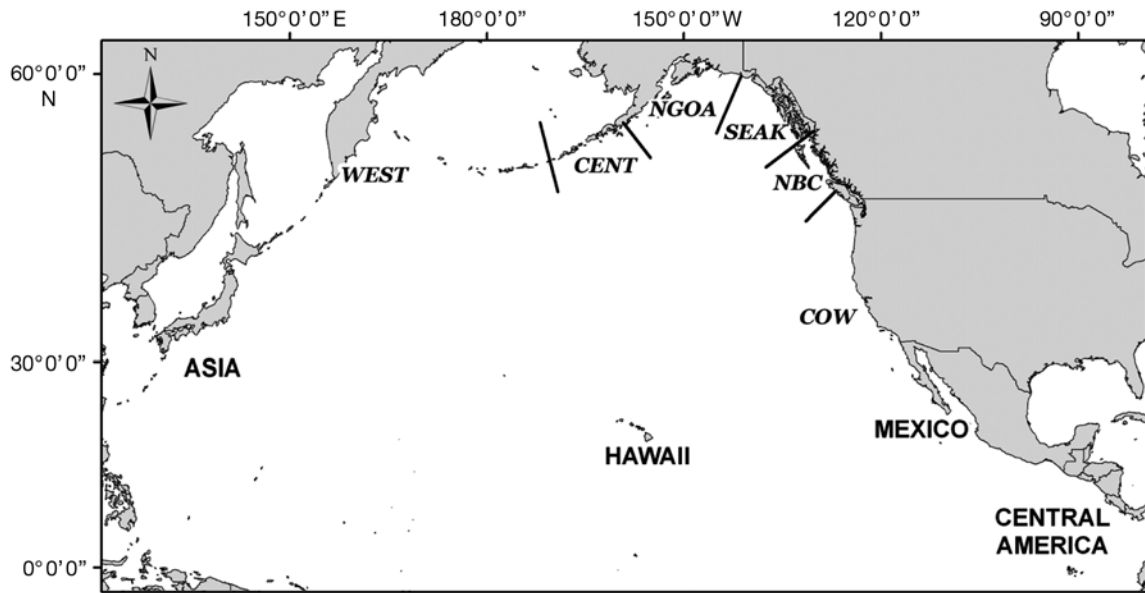 150°0'0" E
180°0'0"
150°0'0"W
120°0'0"W
90°0'0"W
60°0'0"
N
N
NGOA
SEAK
WEST
CENT
NBC
COW
30°0'0"
ASIA
MEXICO
HAWAII
CENTRAL
AMERICA
0°0'0"